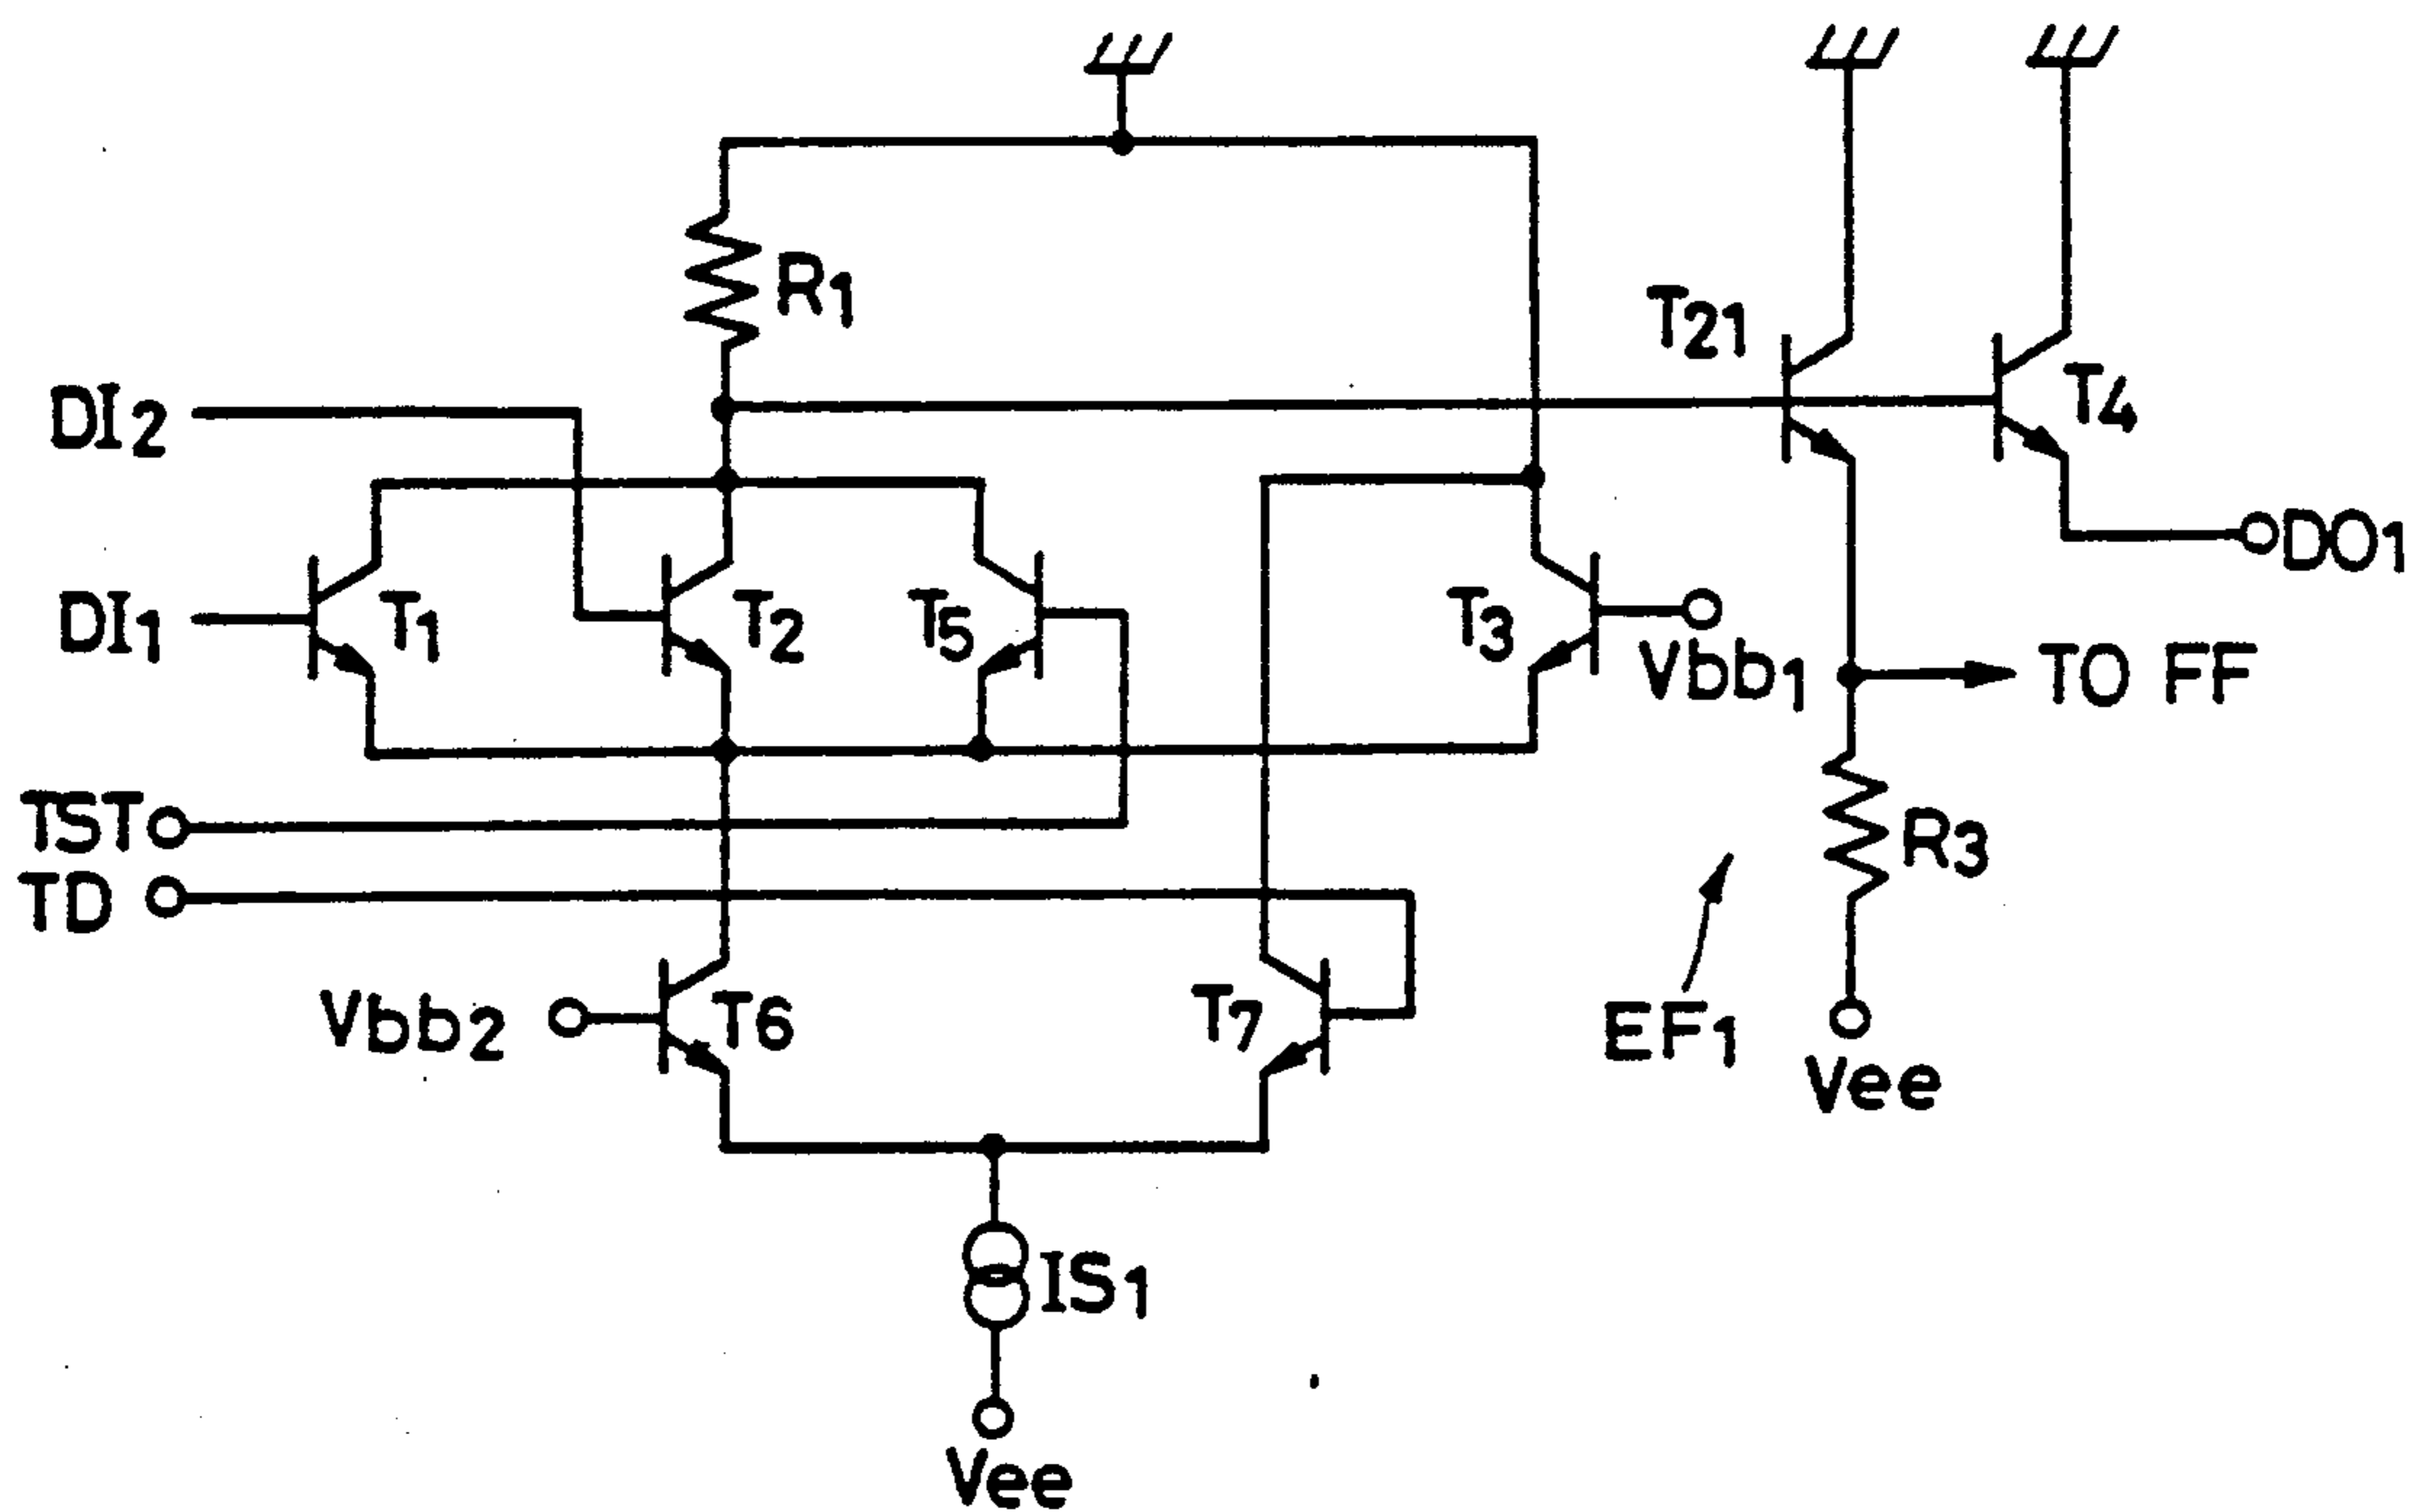 R1
T21
DI2
T4
DO1
DI1
T1
T2
T5
T3
Vbb1
TO FF
TST
TD
R3
Vbb2
T6
T7
EF1
Vee
IS1
Vee